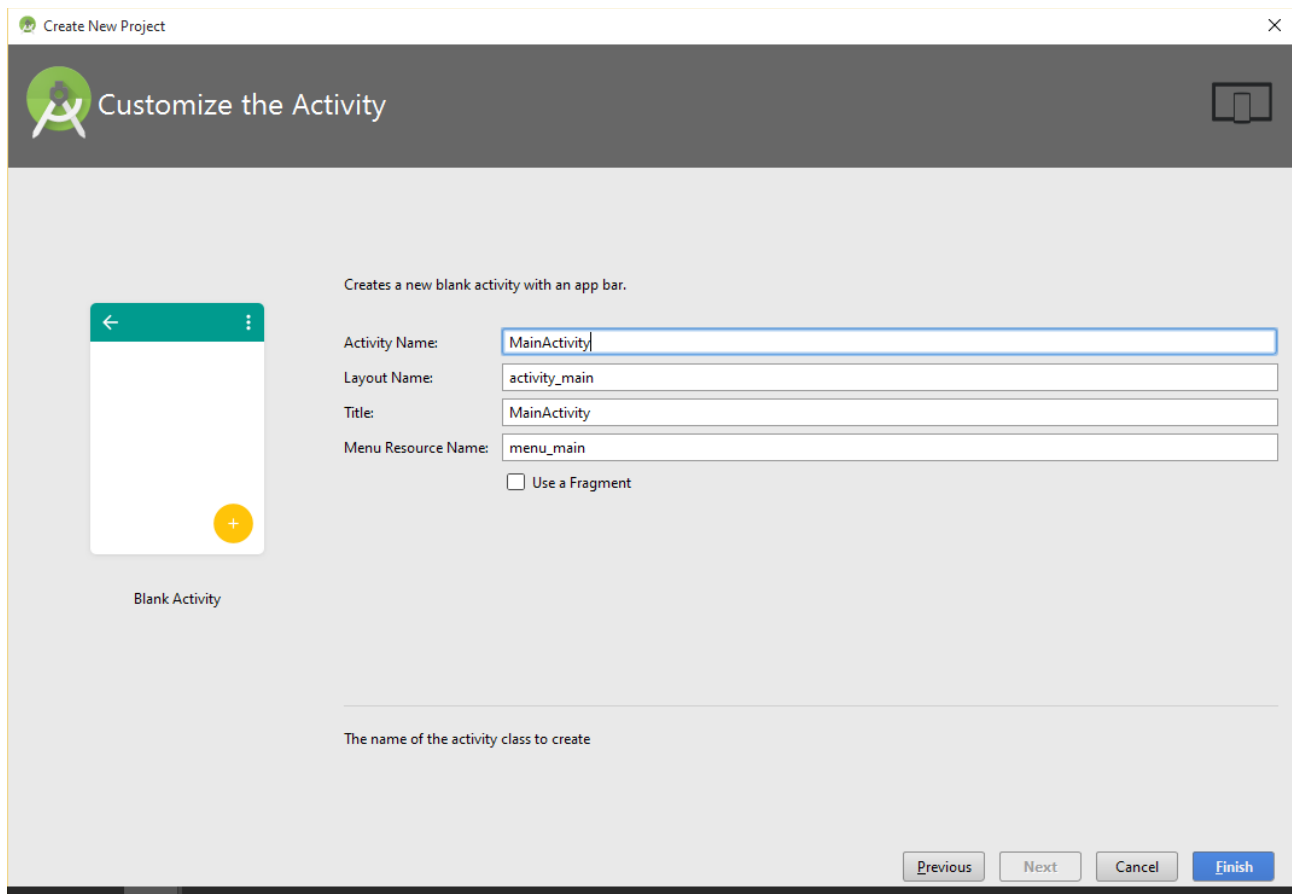 Create New Project
Customize the Activity
Creates a new blank activity with an app bar.
Activity Name: MainActivity
Layout Name: activity_main
Title: MainActivity
Menu Resource Name: menu_main
Use a Fragment
Blank Activity
The name of the activity class to create
Previous Next Cancel Finish